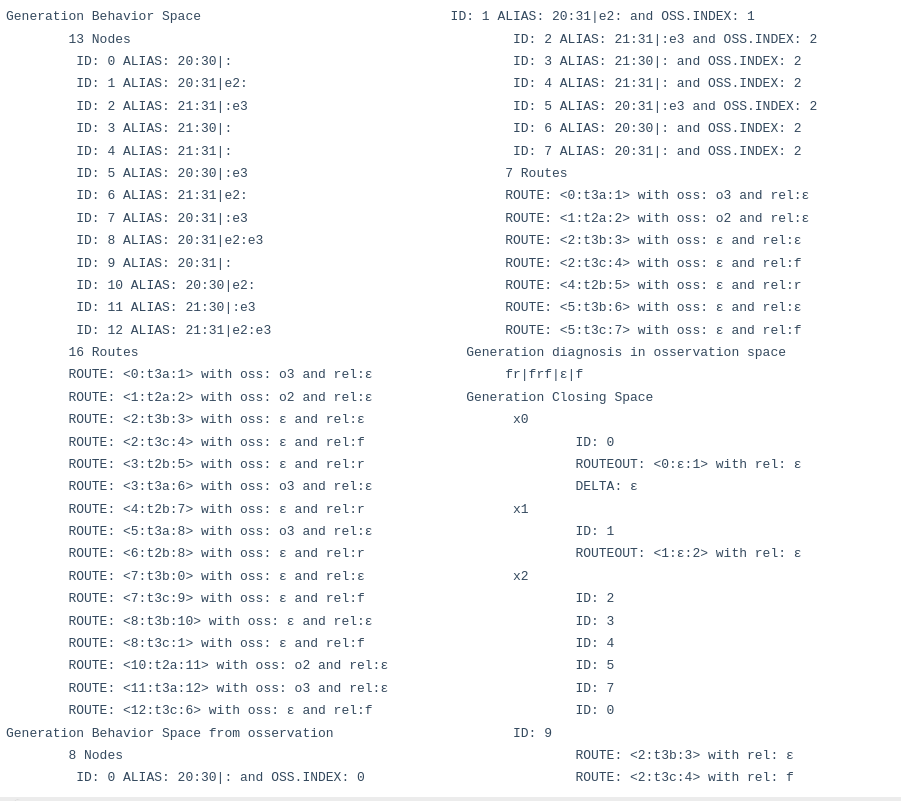 Generation Behavior Space
13 Nodes
ID: 0 ALIAS: 20:30|:
ID: 1 ALIAS: 20:31|e2:
ID: 2 ALIAS: 21:31|:e3
ID: 3 ALIAS: 21:30|:
ID: 4 ALIAS: 21:31|:
ID: 5 ALIAS: 20:30|:e3
ID: 6 ALIAS: 21:31|e2:
ID: 7 ALIAS: 20:31|:e3
ID: 8 ALIAS: 20:31|e2:e3
ID: 9 ALIAS: 20:31|:
ID: 10 ALIAS: 20:30|e2:
ID: 11 ALIAS: 21:30|:e3
ID: 12 ALIAS: 21:31|e2:e3
16 Routes
ROUTE: <0:t3a:1> with oss: o3 and rel:ε
ROUTE: <1:t2a:2> with oss: o2 and rel:ε
ROUTE: <2:t3b:3> with oss: ε and rel:ε
ROUTE: <2:t3c:4> with oss: ε and rel:f
ROUTE: <3:t2b:5> with oss: ε and rel:r
ROUTE: <3:t3a:6> with oss: o3 and rel:ε
ROUTE: <4:t2b:7> with oss: ε and rel:r
ROUTE: <5:t3a:8> with oss: o3 and rel:ε
ROUTE: <6:t2b:8> with oss: ε and rel:r
ROUTE: <7:t3b:0> with oss: ε and rel:ε
ROUTE: <7:t3c:9> with oss: ε and rel:f
ROUTE: <8:t3b:10> with oss: ε and rel:ε
ROUTE: <8:t3c:1> with oss: ε and rel:f
ROUTE: <10:t2a:11> with oss: o2 and rel:ε
ROUTE: <11:t3a:12> with oss: o3 and rel:ε
ROUTE: <12:t3c:6> with oss: ε and rel:f
Generation Behavior Space from osservation
8 Nodes
ID: 0 ALIAS: 20:30|: and OSS.INDEX: 0
ID: 1 ALIAS: 20:31|e2: and OSS.INDEX: 1
ID: 2 ALIAS: 21:31|:e3 and OSS.INDEX: 2
ID: 3 ALIAS: 21:30|: and OSS.INDEX: 2
ID: 4 ALIAS: 21:31|: and OSS.INDEX: 2
ID: 5 ALIAS: 20:31|:e3 and OSS.INDEX: 2
ID: 6 ALIAS: 20:30|: and OSS.INDEX: 2
ID: 7 ALIAS: 20:31|: and OSS.INDEX: 2
7 Routes
ROUTE: <0:t3a:1> with oss: o3 and rel:ε
ROUTE: <1:t2a:2> with oss: o2 and rel:ε
ROUTE: <2:t3b:3> with oss: ε and rel:ε
ROUTE: <2:t3c:4> with oss: ε and rel:f
ROUTE: <4:t2b:5> with oss: ε and rel:r
ROUTE: <5:t3b:6> with oss: ε and rel:ε
ROUTE: <5:t3c:7> with oss: ε and rel:f
Generation diagnosis in osservation space
fr|frf|ε|f
Generation Closing Space
x0
ID: 0
ROUTEOUT: <0:ε:1> with rel: ε
DELTA: ε
x1
ID: 1
ROUTEOUT: <1:ε:2> with rel: ε
x2
ID: 2
ID: 3
ID: 4
ID: 5
ID: 7
ID: 0
ID: 9
ROUTE: <2:t3b:3> with rel: ε
ROUTE: <2:t3c:4> with rel: f